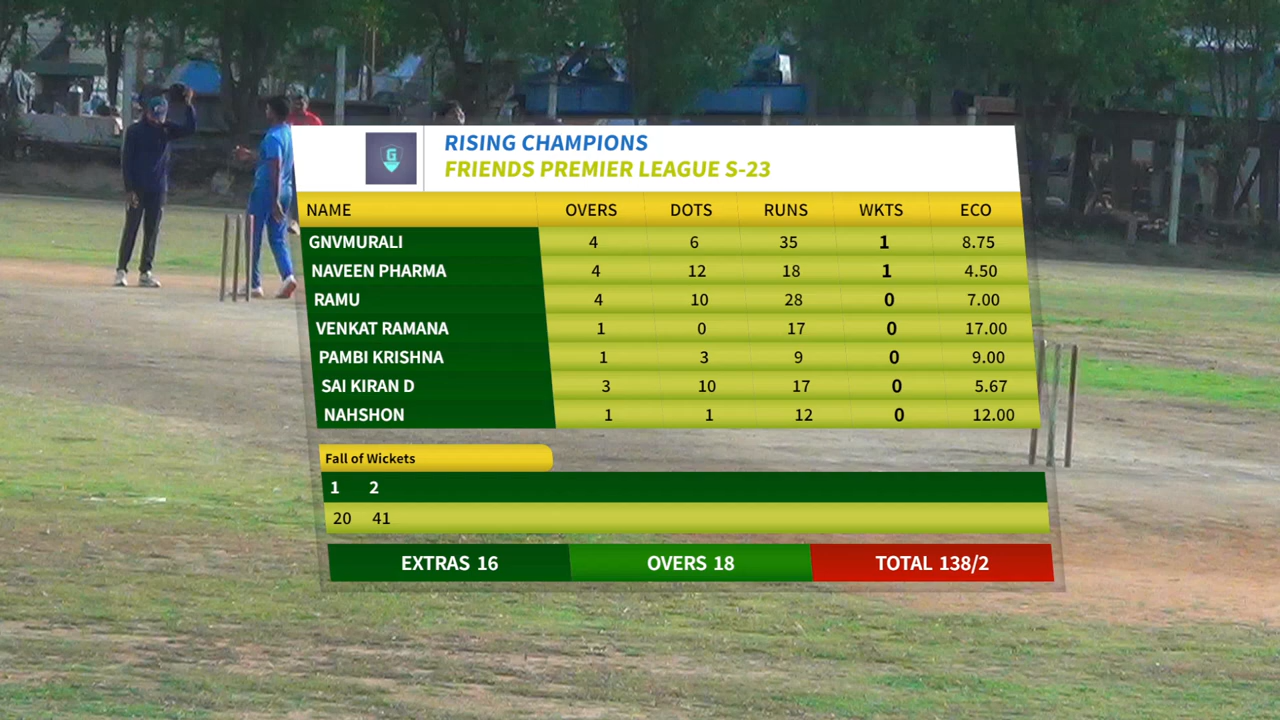 G
RISING CHAMPIONS
FRIENDS PREMIER LEAGUE S-23
NAME OVERS DOTS RUNS WKTS ECO
GNVMURALI 4 6 35 1 8.75
NAVEEN PHARMA 4 12 18 1 4.50
RAMU 4 10 28 0 7.00
VENKAT RAMANA 1 0 17 0 17.00
PAMBI KRISHNA 1 3 9 0 9.00
SAI KIRAN D 3 10 17 0 5.67
NAHSHON 1 1 12 0 12.00
Fall of Wickets
1 2
20 41
EXTRAS 16 OVERS 18 TOTAL 138/2